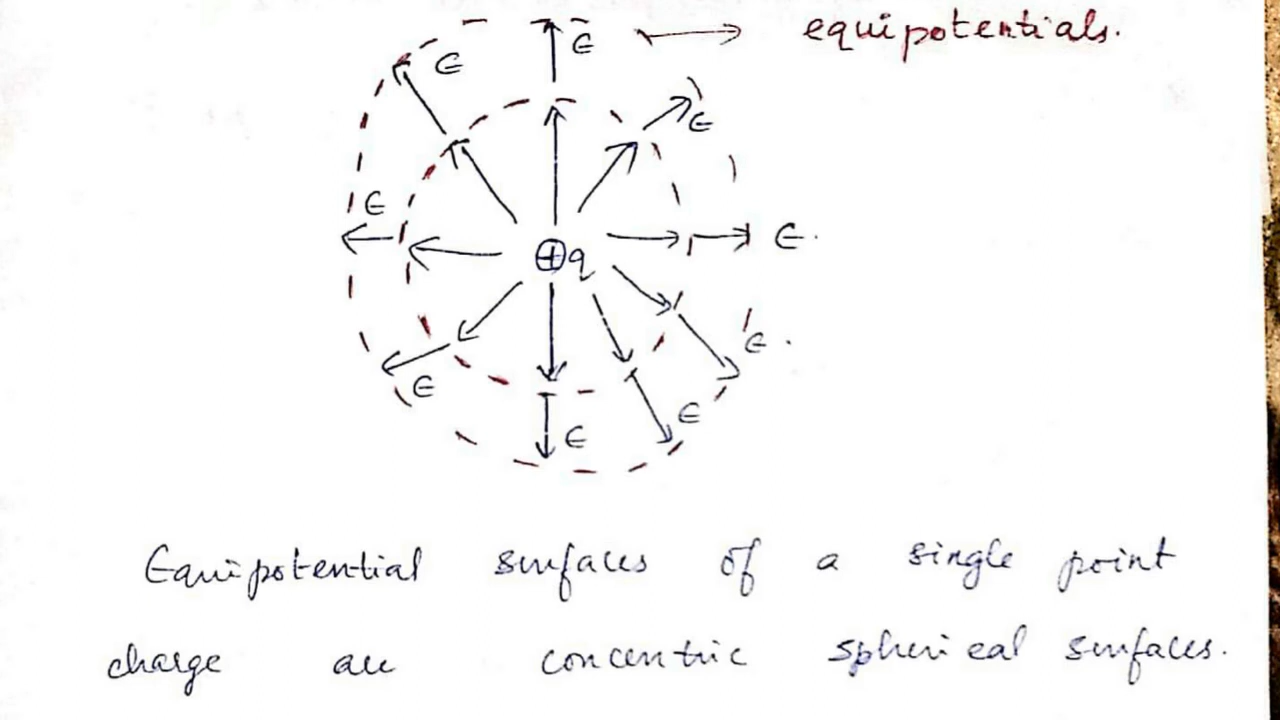 equipotentials.
E
E
E
E
E.
⊕q
E.
E
E
E
Equipotential surfaces of a single point
charge are concentric spherical surfaces.